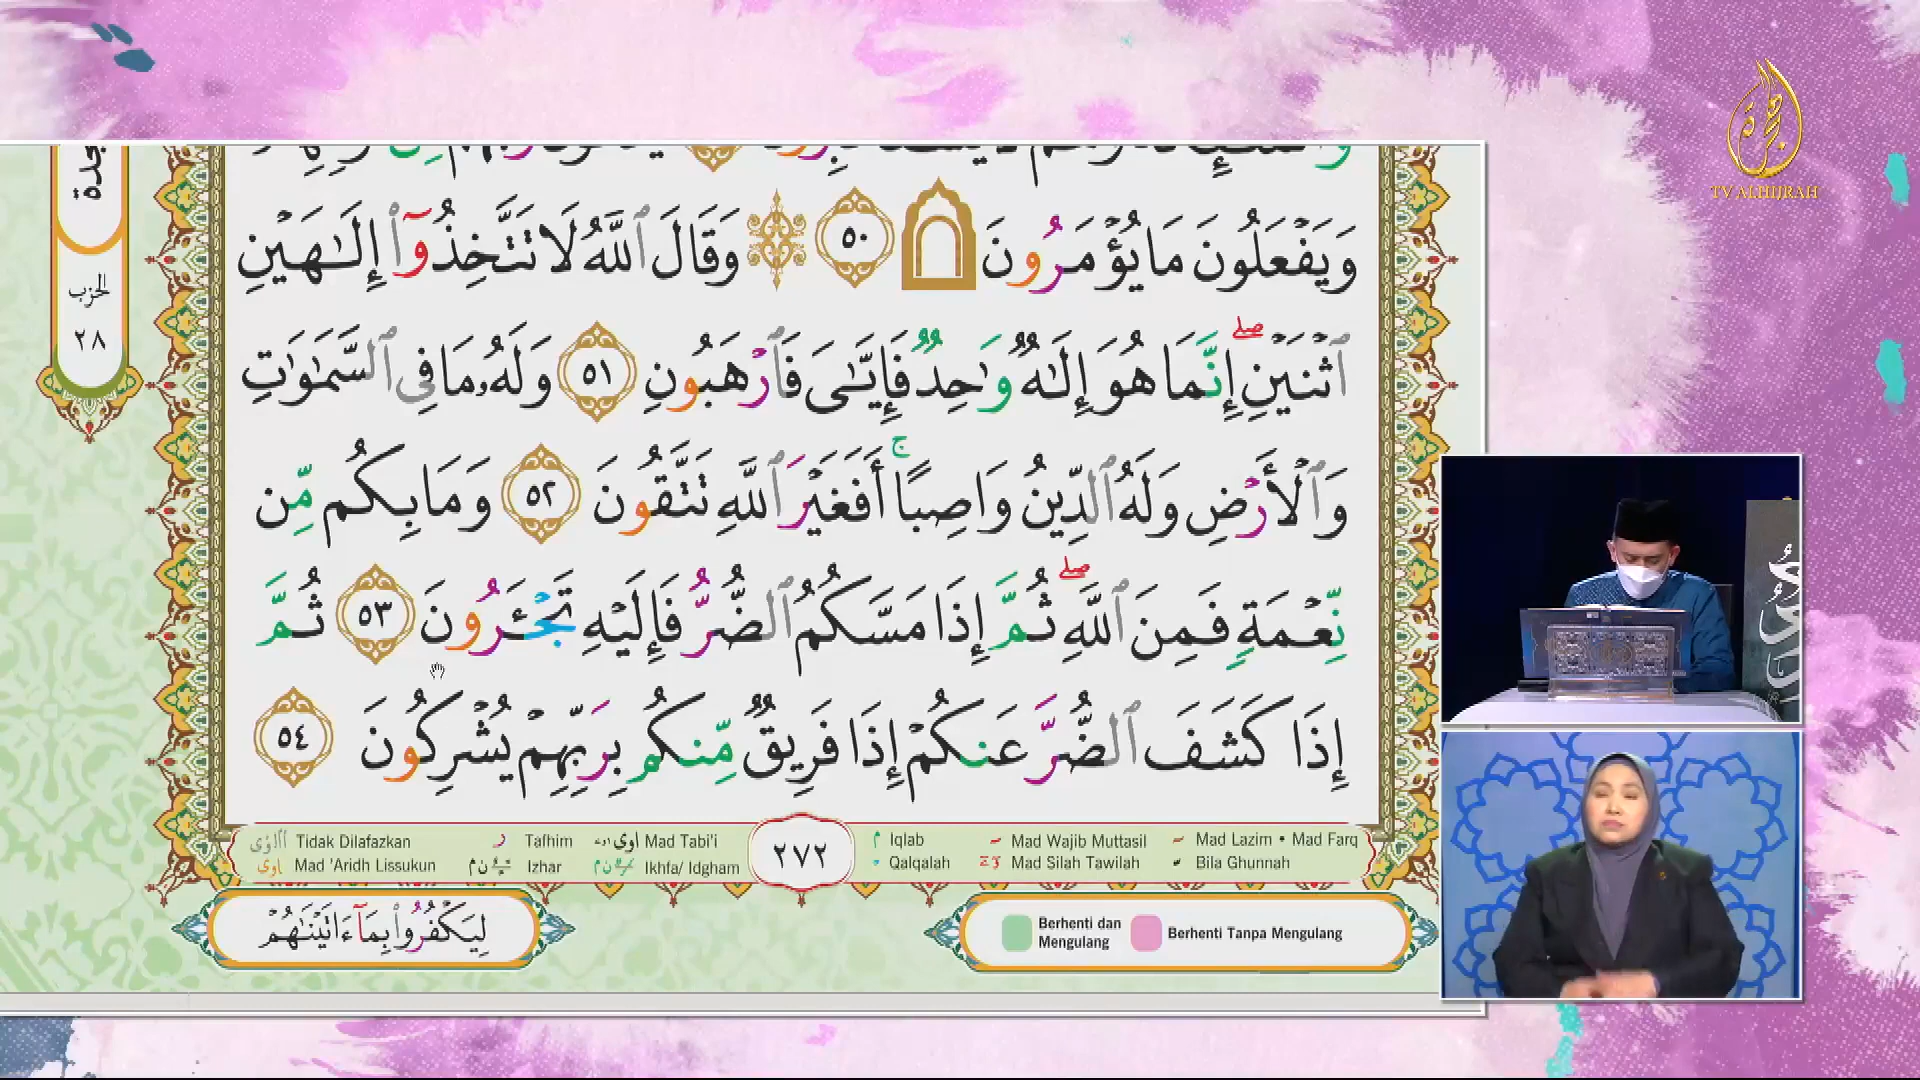 TV ALHIJRAH
الحزب
٢٨
وَيَفْعَلُونَ مَا يُؤْمَرُونَ ۩ ٥٠ ۞ وَقَالَ ٱللَّهُ لَا تَتَّخِذُوٓا۟ إِلَـٰهَيْنِ
ٱثْنَيْنِ ۖ إِنَّمَا هُوَ إِلَـٰهٌ وَٰحِدٌ فَإِيَّـٰىَ فَٱرْهَبُونِ ٥١ وَلَهُۥ مَا فِى ٱلسَّمَـٰوَٰتِ
وَٱلْأَرْضِ وَلَهُ ٱلدِّينُ وَاصِبًا ۚ أَفَغَيْرَ ٱللَّهِ تَتَّقُونَ ٥٢ وَمَا بِكُم مِّن
نِّعْمَةٍ فَمِنَ ٱللَّهِ ۖ ثُمَّ إِذَا مَسَّكُمُ ٱلضُّرُّ فَإِلَيْهِ تَجْـَٔرُونَ ٥٣ ثُمَّ
إِذَا كَشَفَ ٱلضُّرَّ عَنكُمْ إِذَا فَرِيقٌ مِّنكُم بِرَبِّهِمْ يُشْرِكُونَ ٥٤
Tidak Dilafazkan Tafhim Mad Tabi'i ٢٧٢ Iqlab Mad Wajib Muttasil Mad Lazim • Mad Farq
Mad 'Aridh Lissukun Izhar Ikhfa/ Idgham Qalqalah Mad Silah Tawilah Bila Ghunnah
لِيَكْفُرُوا۟ بِمَآ ءَاتَيْنَـٰهُمْ
Berhenti dan Mengulang
Berhenti Tanpa Mengulang